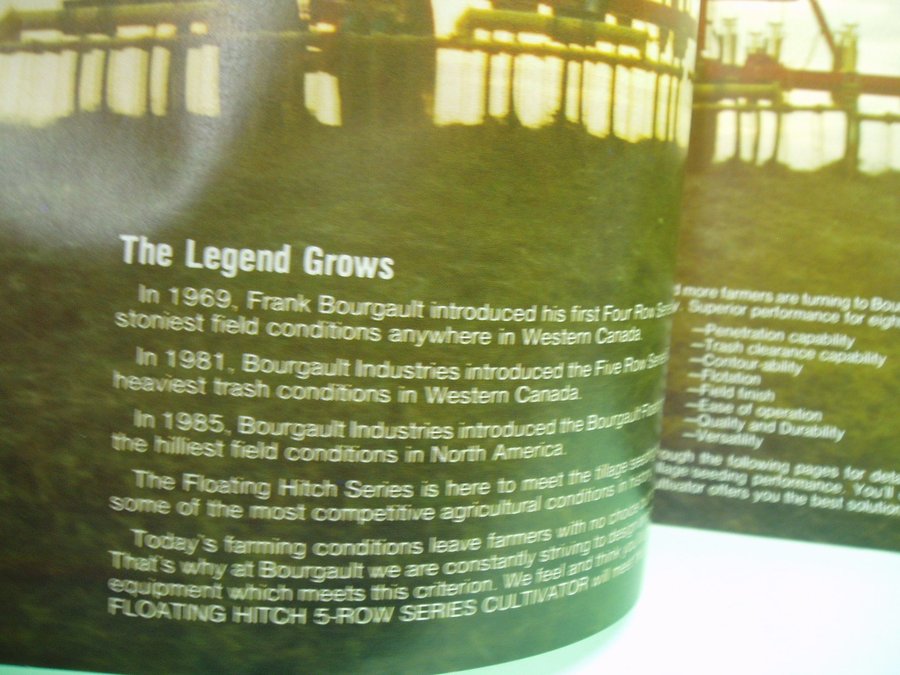 The Legend Grows
In 1969, Frank Bourgault introduced his first Four Row
stoniest field conditions anywhere in Western Canada.
In 1981, Bourgault Industries introduced the Five Row
heaviest trash conditions in Western Canada.
In 1985, Bourgault Industries introduced the Bourgault
the hilliest field conditions in North America.
The Floating Hitch Series is here to meet the tillage
some of the most competitive agricultural conditions in
Today's farming conditions leave farmers with no choice
That's why at Bourgault we are constantly striving to design
equipment which meets this criterion. We feel and think
FLOATING HITCH 5-ROW SERIES CULTIVATOR will
more farmers are turning to
Superior performance for
—Penetration capability
—Trash clearance capability
—Contour-ability
—Flotation
—Field finish
—Ease of operation
—Quality and Durability
—Versatility
the following pages for
seeding performance. You'll
offers you the best